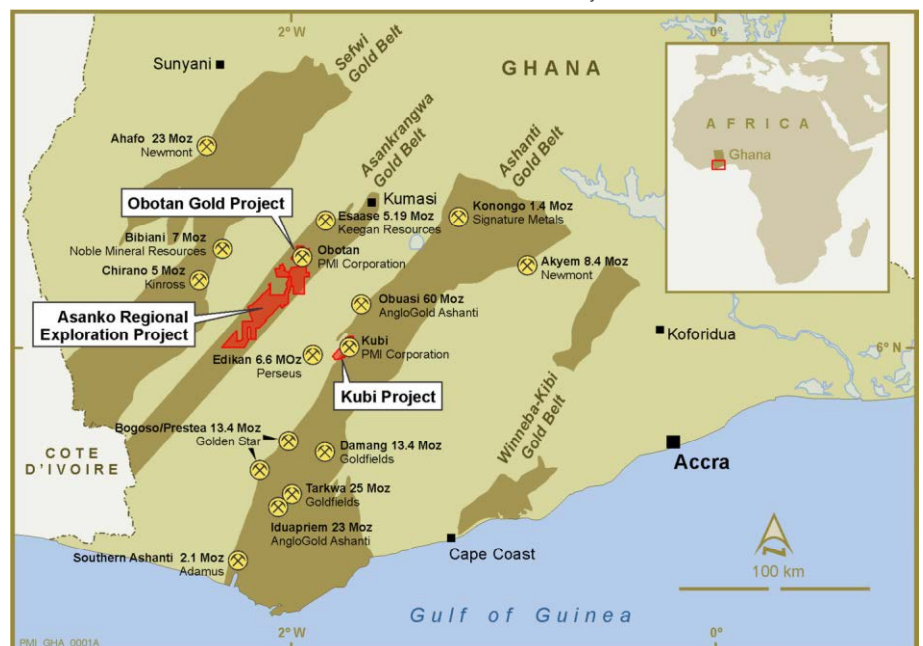 2° W
0°
Sunyani
Sefwi
Gold Belt
GHANA
AFRICA
Ghana
Ahafo 23 Moz
Newmont
Asankrangwa
Gold Belt
Ashanti
Gold Belt
Obotan Gold Project
Kumasi
Esaase 5.19 Moz
Keegan Resources
Konongo 1.4 Moz
Signature Metals
Bibiani 7 Moz
Noble Mineral Resources
Obotan
PMI Corporation
Akyem 8.4 Moz
Newmont
Chirano 5 Moz
Kinross
Obuasi 60 Moz
AngloGold Ashanti
Asanko Regional
Exploration Project
Koforidua
Kubi
PMI Corporation
6° N
Edikan 6.6 MOz
Perseus
Kubi Project
Winneba-Kibi
Gold Belt
Bogoso/Prestea 13.4 Moz
Golden Star
COTE
D'IVOIRE
Damang 13.4 Moz
Goldfields
Accra
Tarkwa 25 Moz
Goldfields
Iduapriem 23 Moz
AngloGold Ashanti
Cape Coast
Southern Ashanti 2.1 Moz
Adamus
N
100 km
Gulf of Guinea
2° W
0°
PMI_GHA_0001A